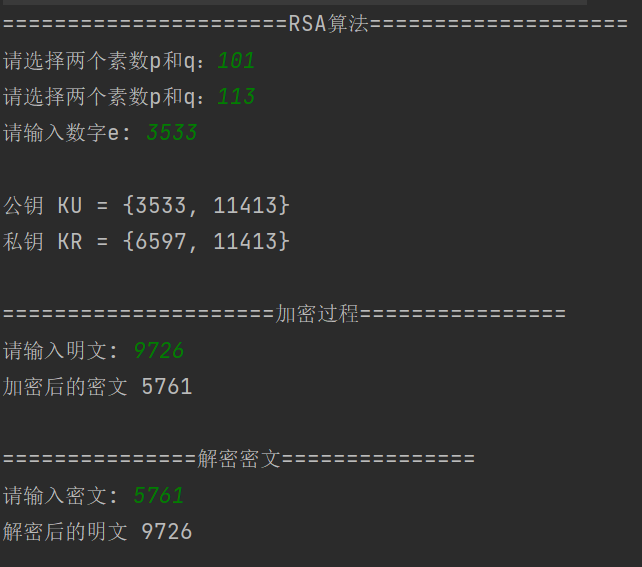 ======================RSA算法====================
请选择两个素数p和q：101
请选择两个素数p和q：113
请输入数字e: 3533
公钥 KU = {3533, 11413}
私钥 KR = {6597, 11413}
=====================加密过程================
请输入明文: 9726
加密后的密文 5761
===============解密密文===============
请输入密文: 5761
解密后的明文 9726